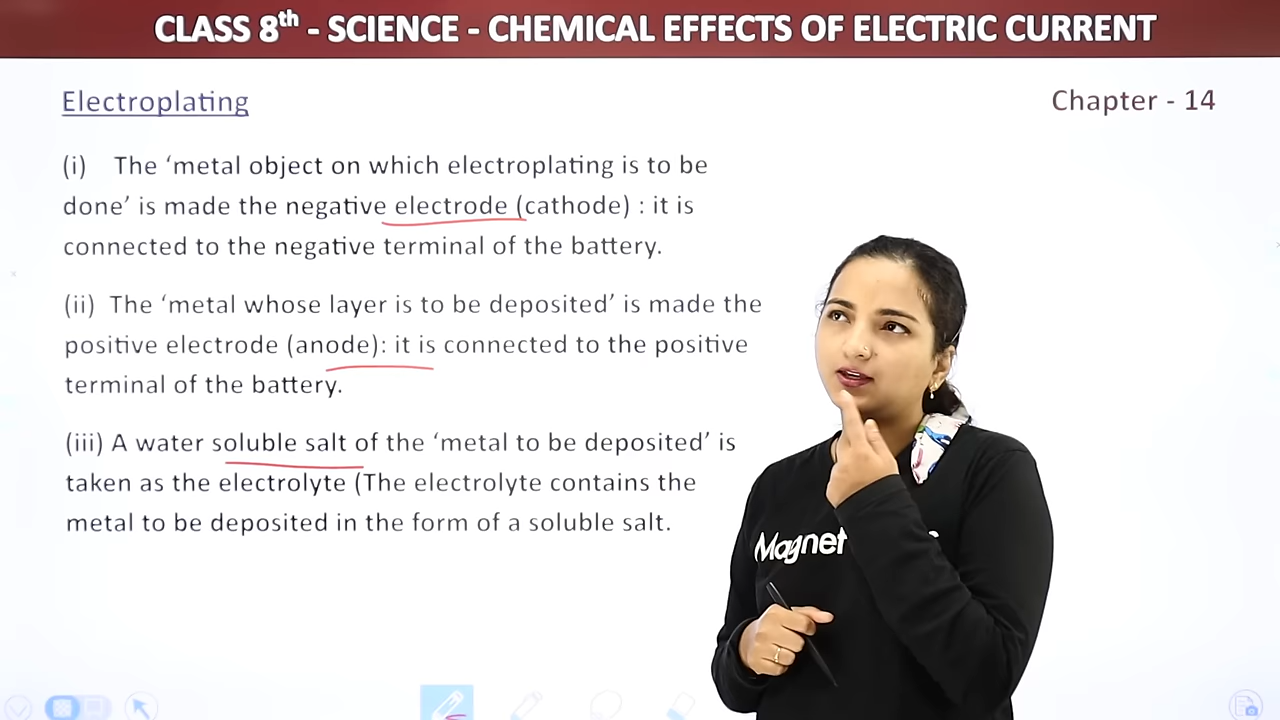 CLASS 8th - SCIENCE - CHEMICAL EFFECTS OF ELECTRIC CURRENT
Electroplating
Chapter - 14
(i) The ‘metal object on which electroplating is to be
done’ is made the negative electrode (cathode) : it is
connected to the negative terminal of the battery.
(ii) The ‘metal whose layer is to be deposited’ is made the
positive electrode (anode): it is connected to the positive
terminal of the battery.
(iii) A water soluble salt of the ‘metal to be deposited’ is
taken as the electrolyte (The electrolyte contains the
metal to be deposited in the form of a soluble salt.
Magnet